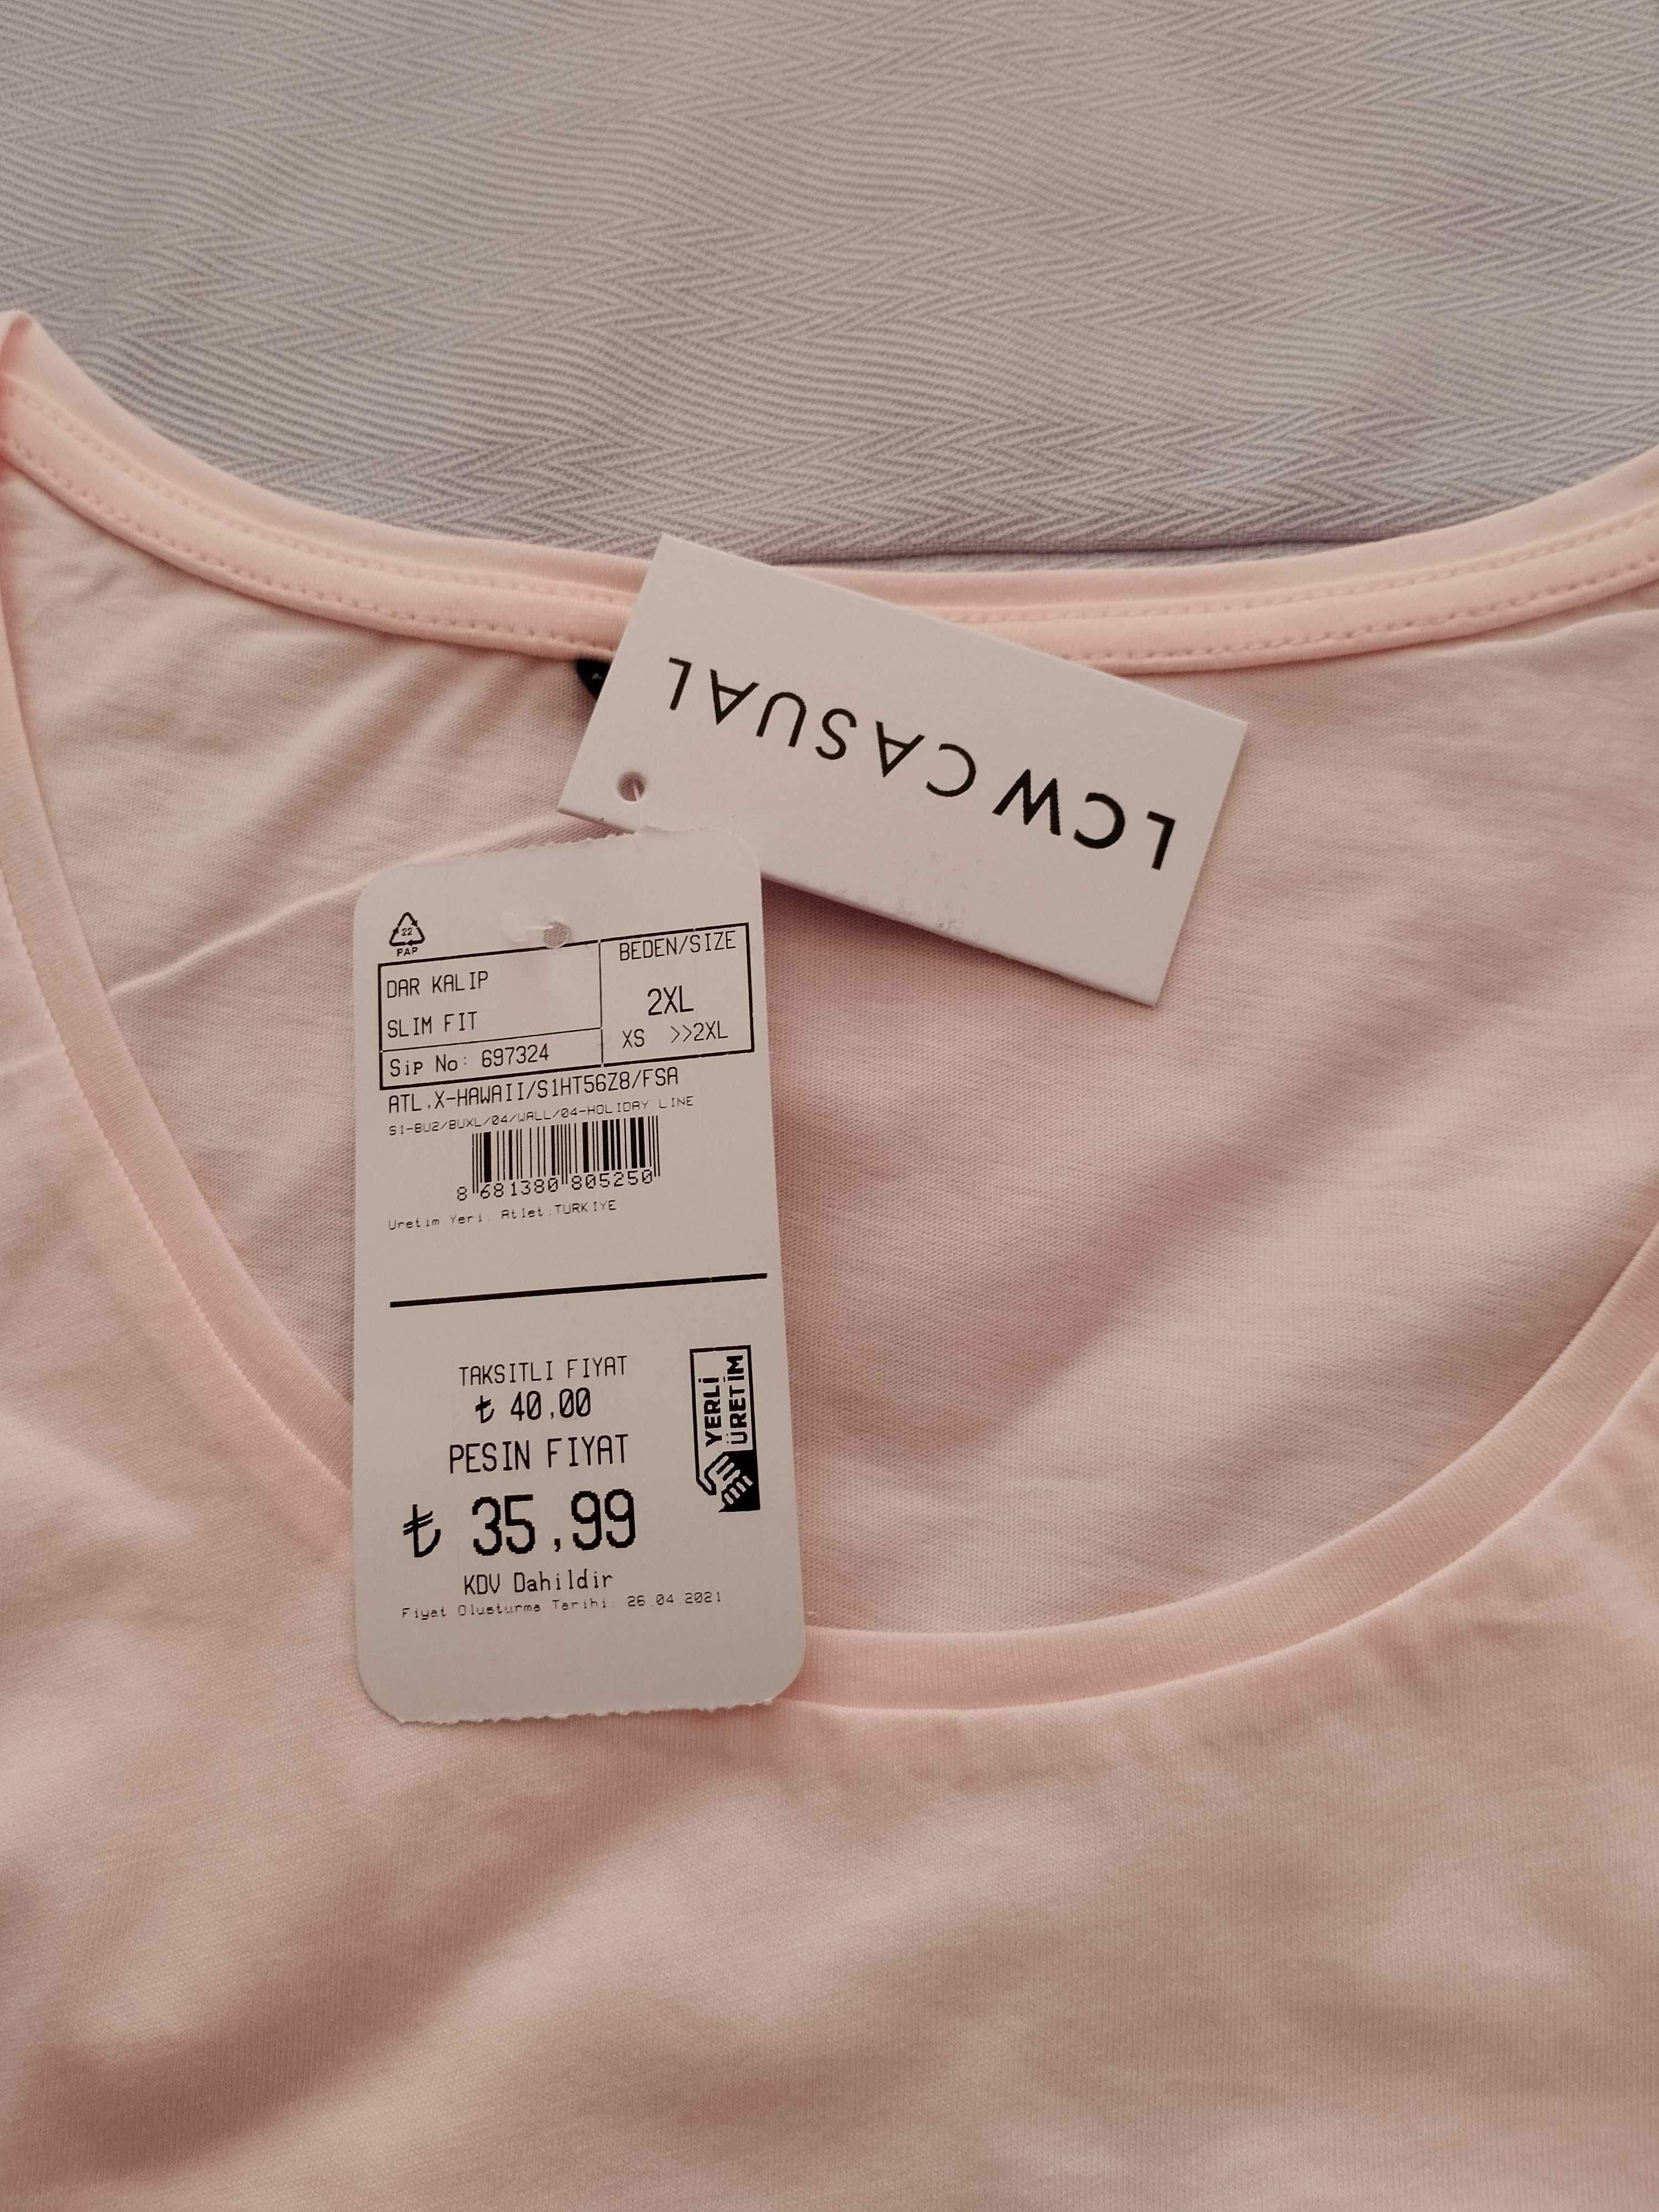 LCW CASUAL
22
PAP
DAR KALIP
SLIM FIT
Sip No: 697324
BEDEN/SIZE
2XL
XS >>2XL
ATL.X-HAWAII/S1HT56Z8/FSA
S1-BU2/BUXL/04/WALL/04-HOLIDAY LINE
8 681380 805250
Uretim Yeri: Atlet:TURKIYE
TAKSITLI FIYAT
₺ 40,00
PESIN FIYAT
₺ 35,99
KDV Dahildir
Fiyat Olusturma Tarihi: 26.04.2021
YERLİ
ÜRETİM